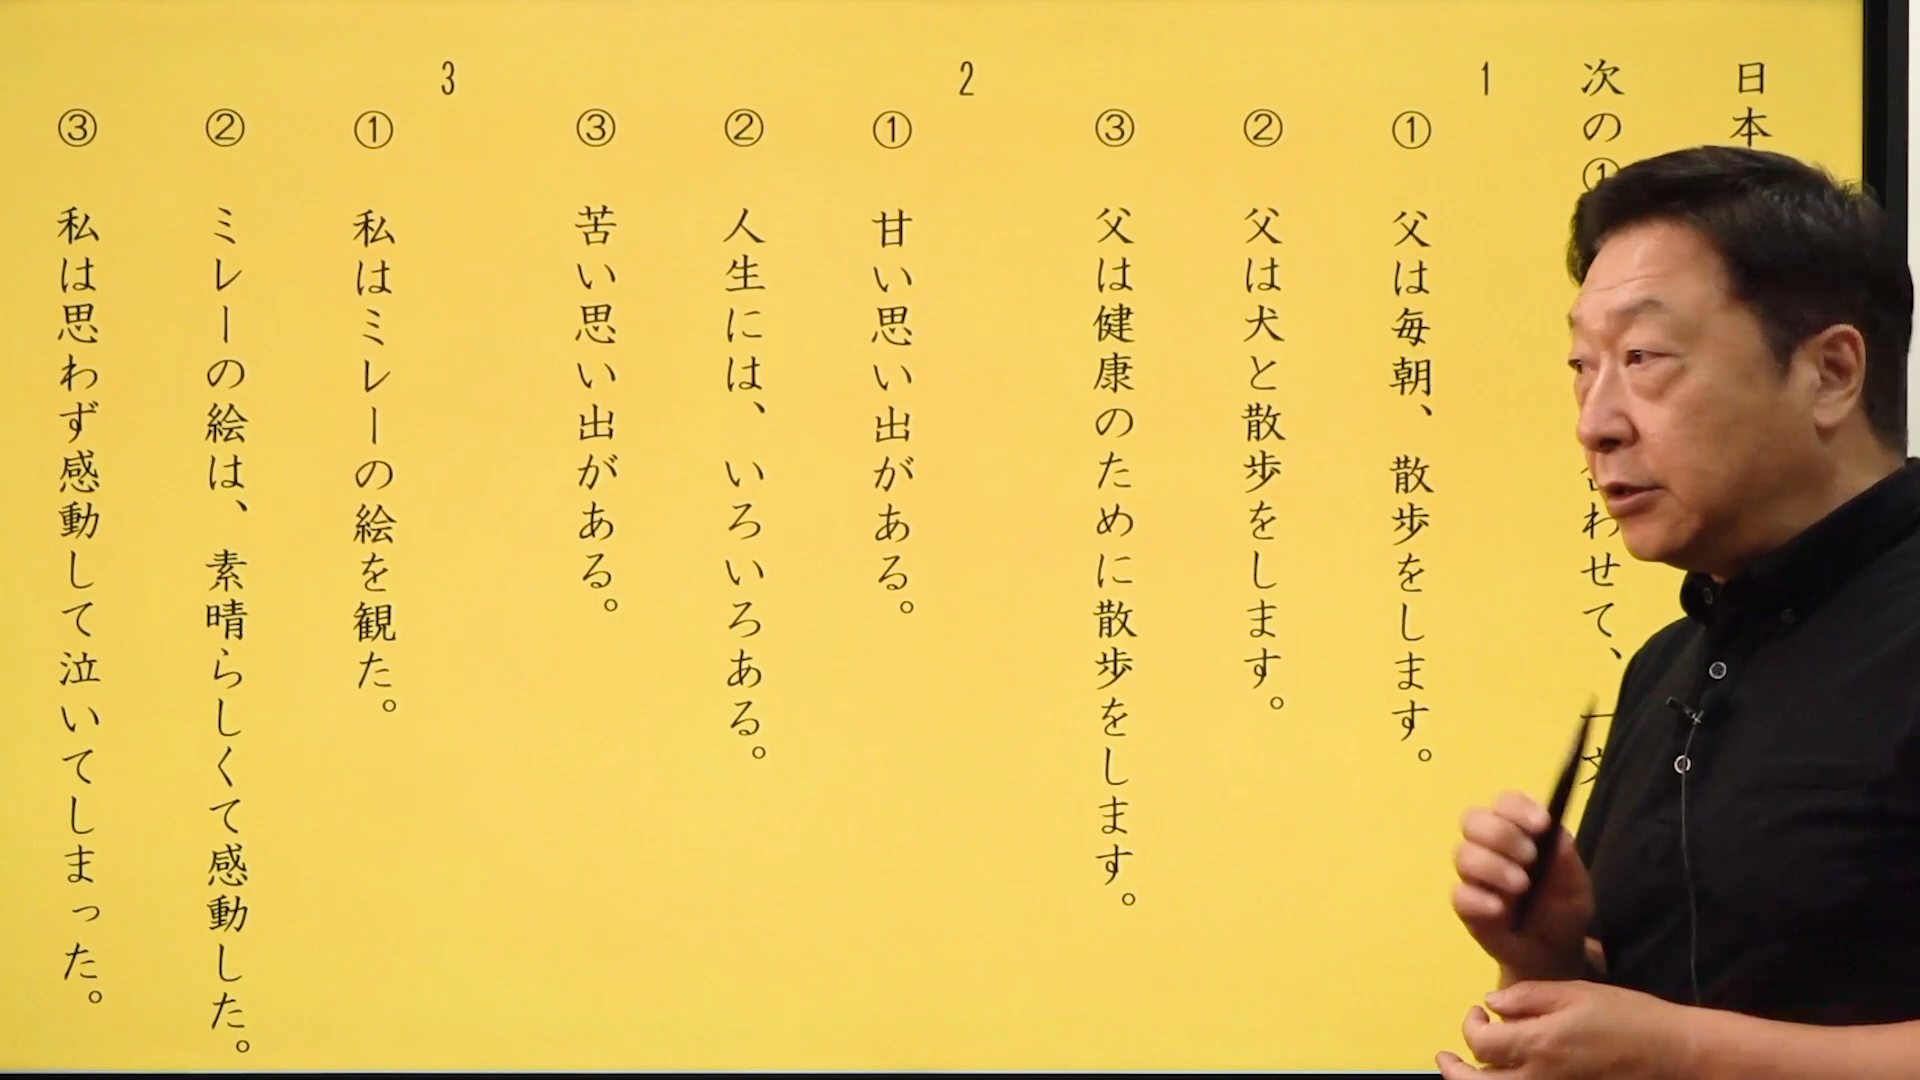 日本
次の①わせて、一文
1
① 父は毎朝、散歩をします。
② 父は犬と散歩をします。
③ 父は健康のために散歩をします。
2
① 甘い思い出がある。
② 人生には、いろいろある。
③ 苦い思い出がある。
3
① 私はミレーの絵を観た。
② ミレーの絵は、素晴らしくて感動した。
③ 私は思わず感動して泣いてしまった。